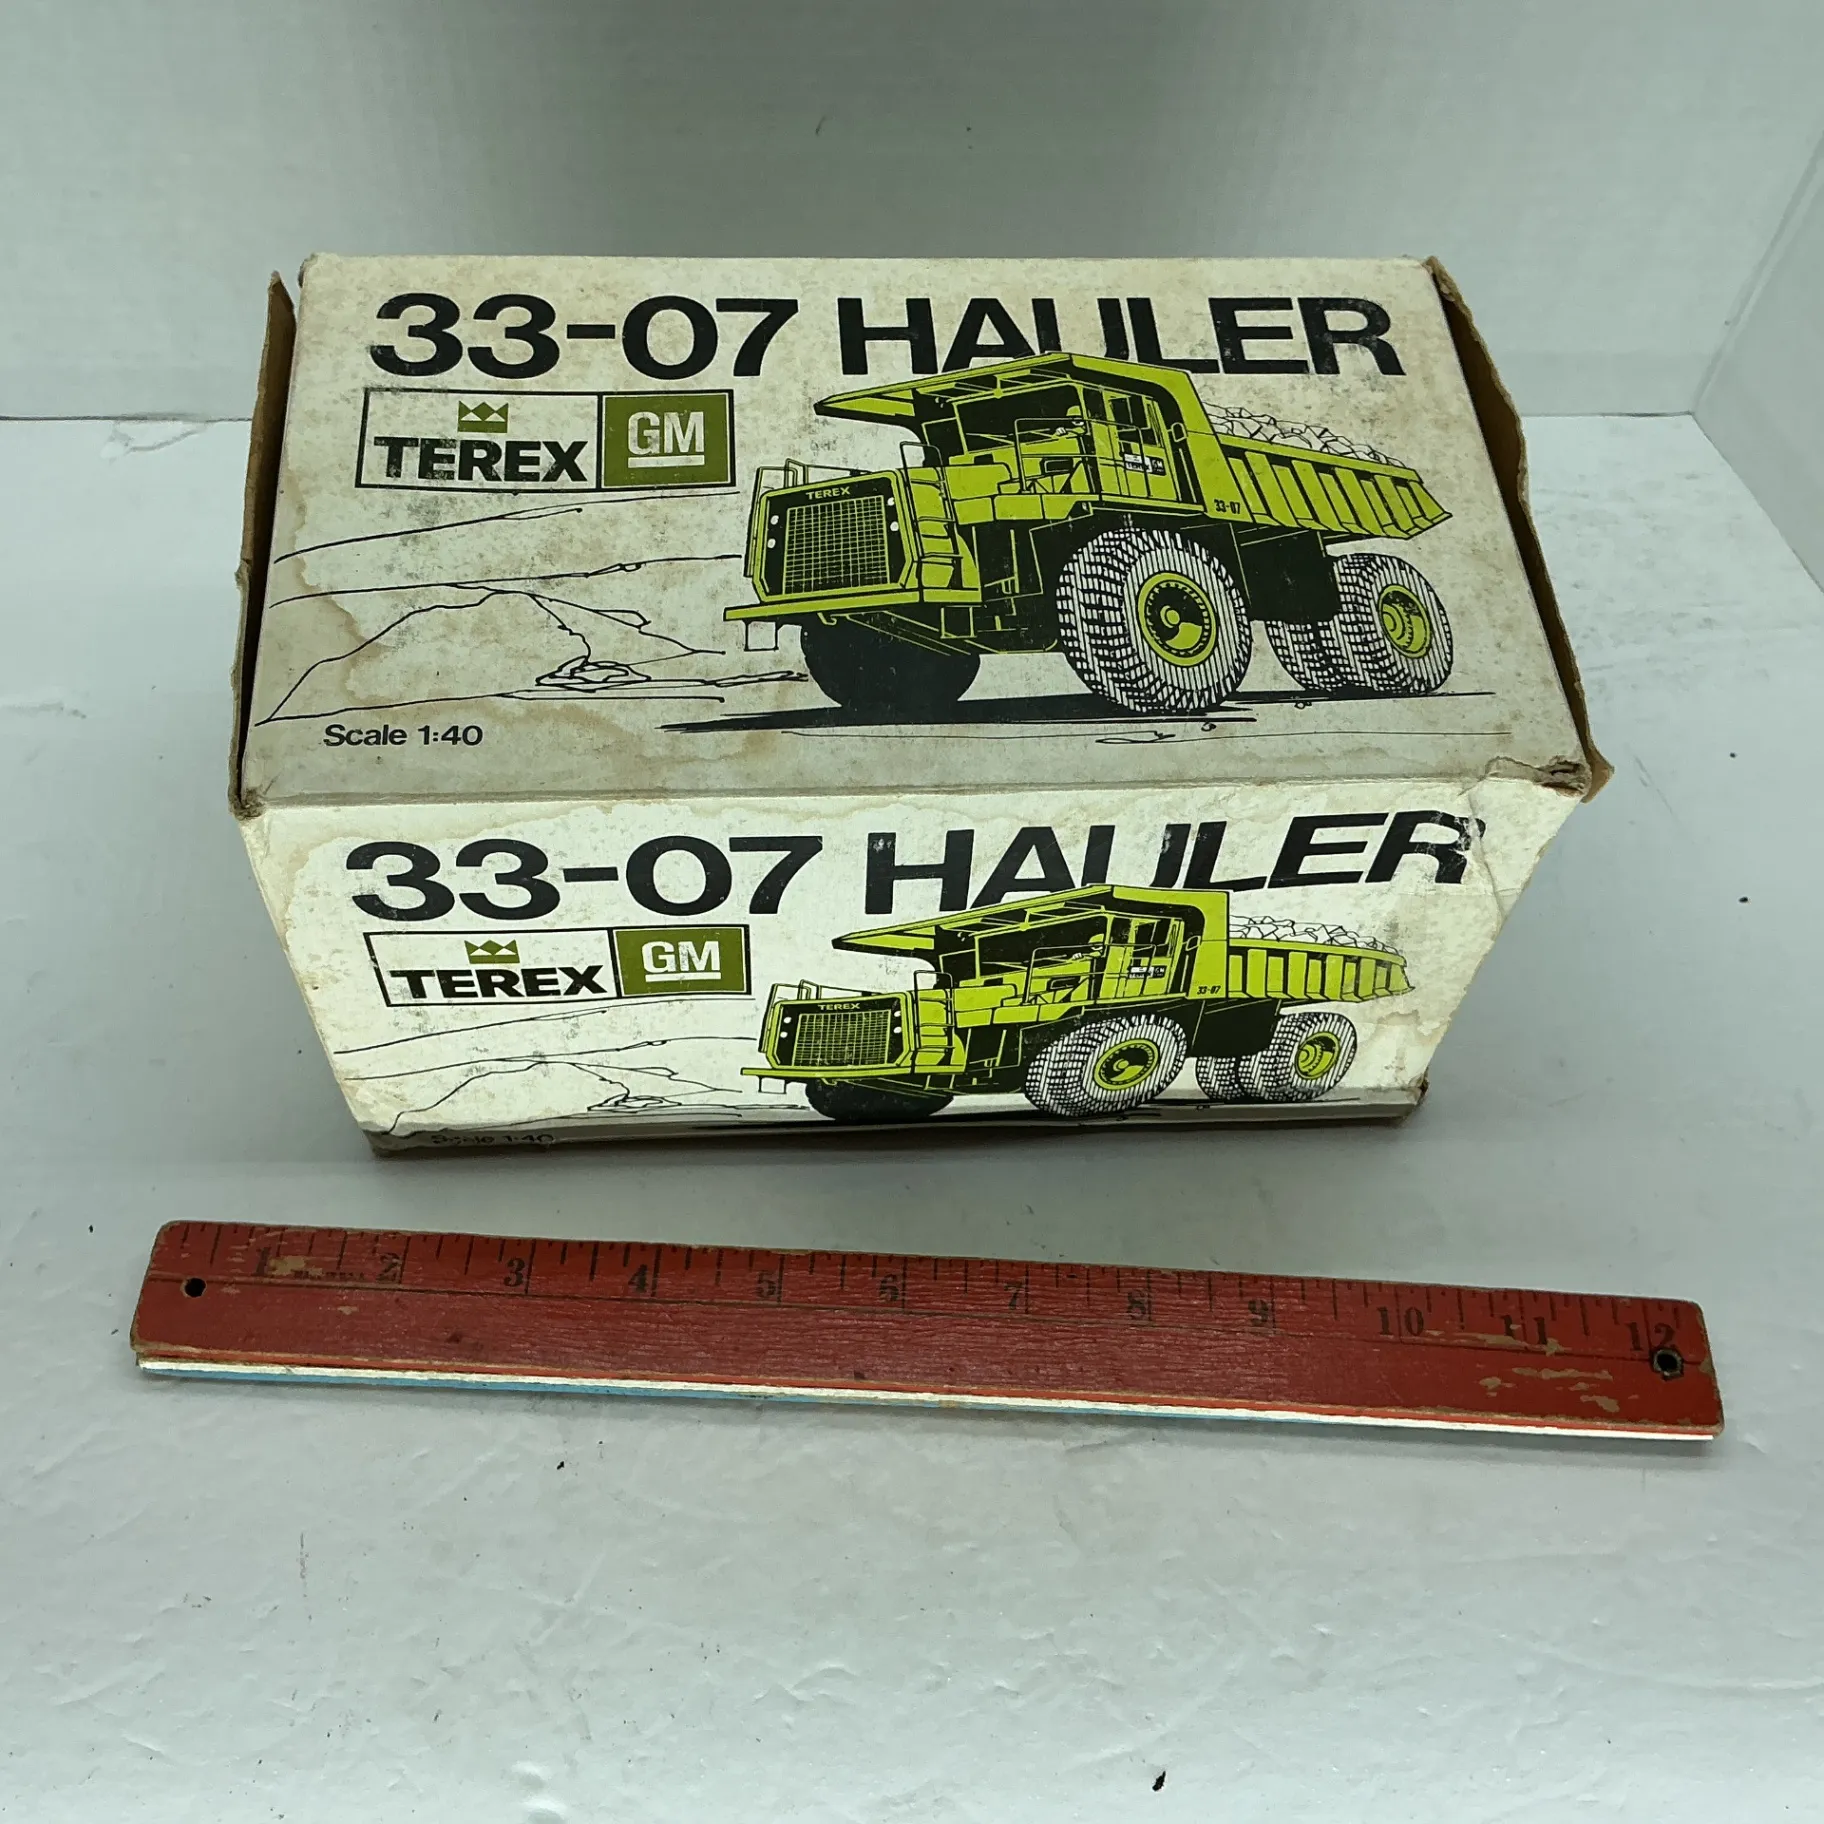 33-07 HAULER
TEREX GM
TEREX
33-07
Scale 1:40
33-07 HAULER
TEREX GM
TEREX
33-07
Scale 1:40
1 2 3 4 5 6 7 8 9 10 11 12